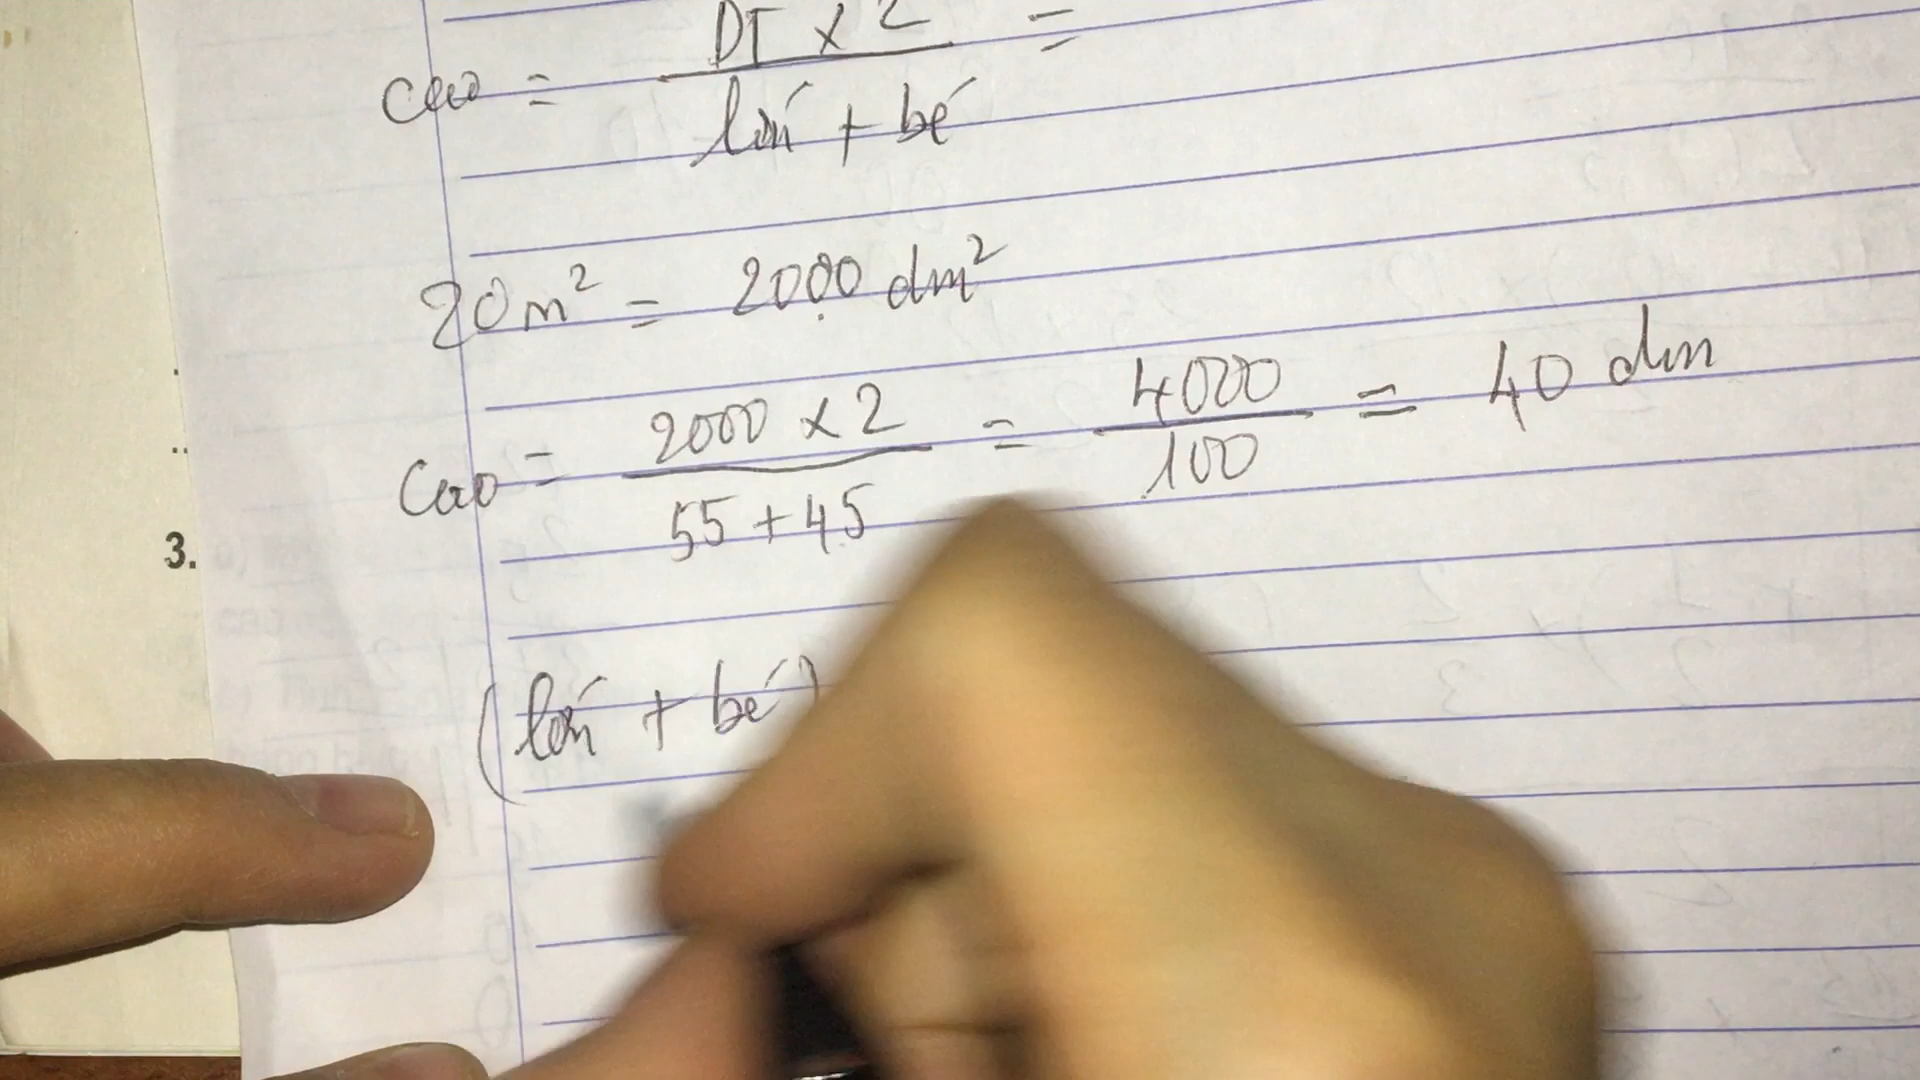 cao = DT x 2 / lớn + bé =
20m² = 2000 dm²
Cao = 2000 x 2 / 55 + 45 = 4000 / 100 = 40 dm
3.
(lớn + bé)